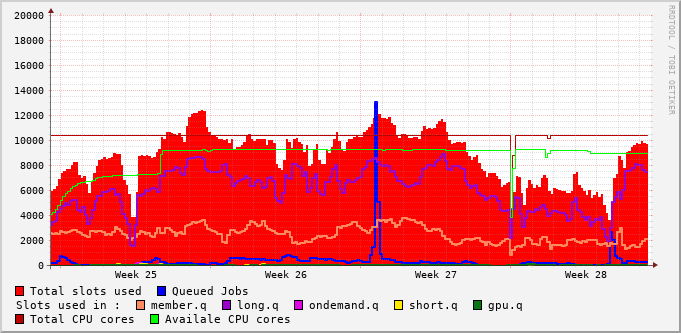 RRDTOOL / TOBI OETIKER
20000
18000
16000
14000
12000
10000
8000
6000
4000
2000
0
Week 25 Week 26 Week 27 Week 28
Total slots used Queued Jobs
Slots used in : member.q long.q ondemand.q short.q gpu.q
Total CPU cores Availale CPU cores